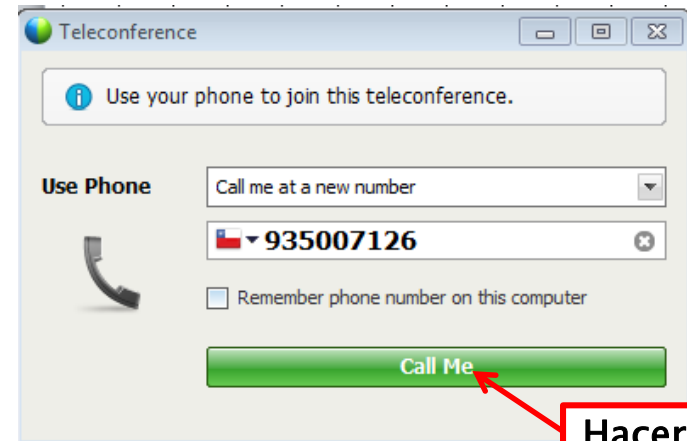 Teleconference
Use your phone to join this teleconference.
Use Phone
Call me at a new number
935007126
Remember phone number on this computer
Call Me
Hacer